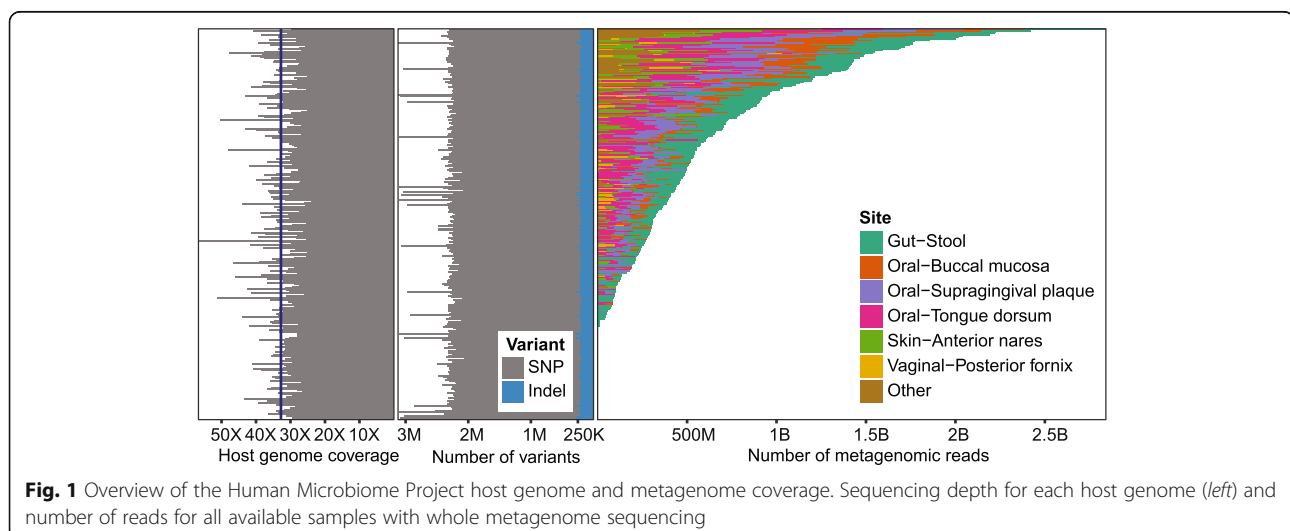 Site
Gut–Stool
Oral–Buccal mucosa
Oral–Supragingival plaque
Oral–Tongue dorsum
Skin–Anterior nares
Vaginal–Posterior fornix
Other
Variant
SNP
Indel
50X 40X 30X 20X 10X
Host genome coverage
3M 2M 1M 250K
Number of variants
500M 1B 1.5B 2B 2.5B
Number of metagenomic reads
Fig. 1 Overview of the Human Microbiome Project host genome and metagenome coverage. Sequencing depth for each host genome (left) and
number of reads for all available samples with whole metagenome sequencing